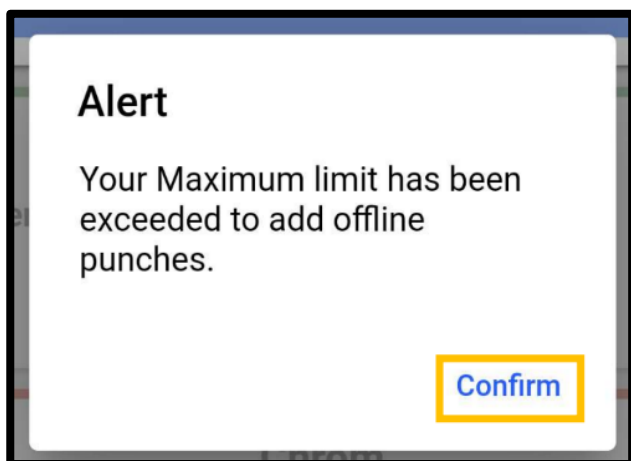 Alert
Your Maximum limit has been
exceeded to add offline
punches.
Confirm